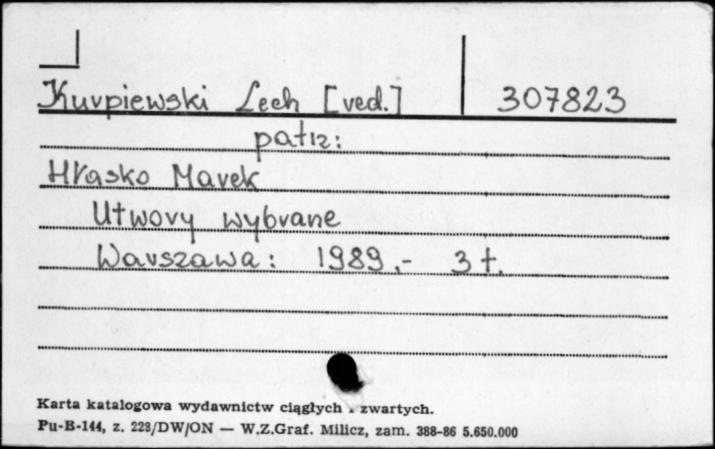 Kurpiewski Lech [red.] 307823
patrz:
Hłasko Marek
Utwory wybrane
Warszawa: 1989.- 3 t.
Karta katalogowa wydawnictw ciągłych . zwartych.
Pu-B-144, z. 223/DW/ON — W.Z.Graf. Milicz, zam. 388-86 5.650.000